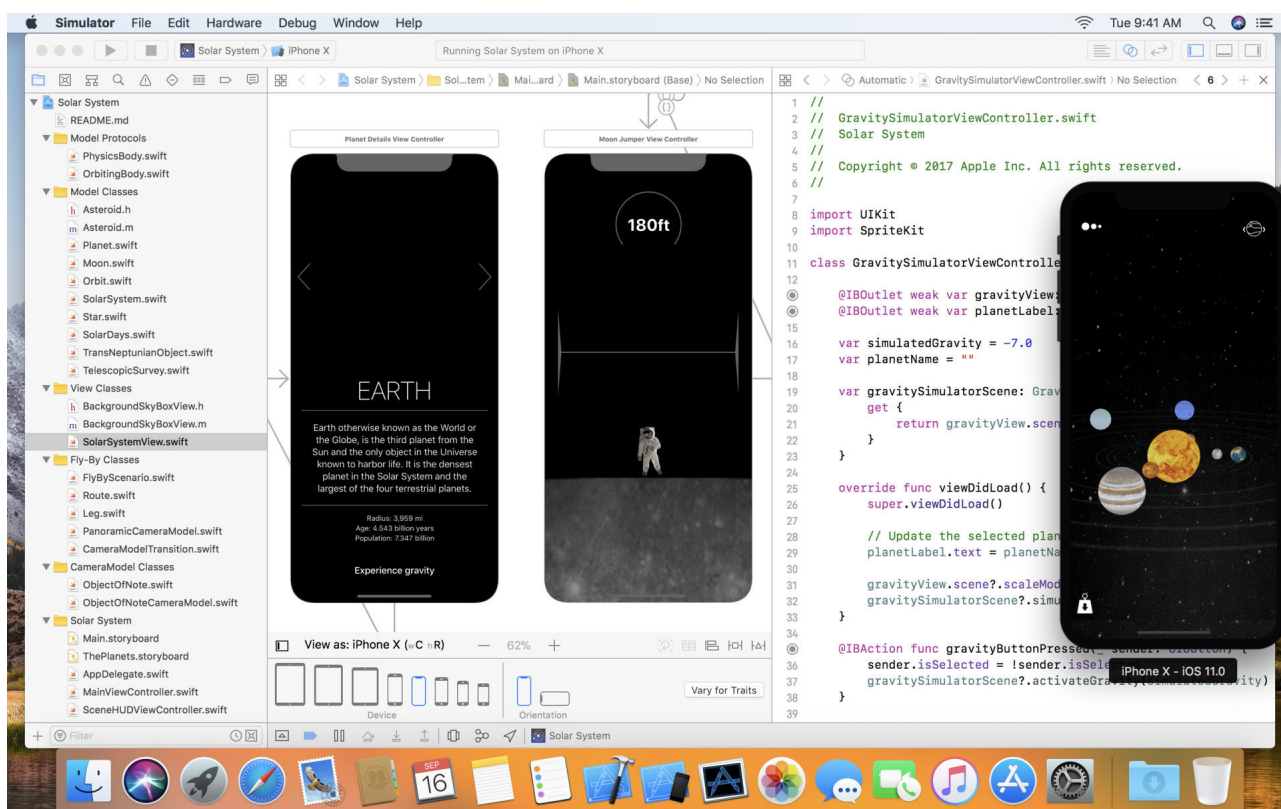 Simulator File Edit Hardware Debug Window Help
Tue 9:41 AM
Solar System
iPhone X
Running Solar System on iPhone X
Solar System
README.md
Model Protocols
PhysicsBody.swift
OrbitingBody.swift
Model Classes
h Asteroid.h
m Asteroid.m
Planet.swift
Moon.swift
Orbit.swift
SolarSystem.swift
Star.swift
SolarDays.swift
TransNeptunianObject.swift
TelescopicSurvey.swift
View Classes
h BackgroundSkyBoxView.h
m BackgroundSkyBoxView.m
SolarSystemView.swift
Fly-By Classes
FlyByScenario.swift
Route.swift
Leg.swift
PanoramicCameraModel.swift
CameraModelTransition.swift
CameraModel Classes
ObjectOfNote.swift
ObjectOfNoteCameraModel.swift
Solar System
Main.storyboard
ThePlanets.storyboard
AppDelegate.swift
MainViewController.swift
SceneHUDViewController.swift
Filter
Solar System Sol...tem Mai...ard Main.storyboard (Base) No Selection
Planet Details View Controller
EARTH
Earth otherwise known as the World or
the Globe, is the third planet from the
Sun and the only object in the Universe
known to harbor life. It is the densest
planet in the Solar System and the
largest of the four terrestrial planets.
Radius: 3,959 mi
Age: 4.543 billion years
Population: 7.347 billion
Experience gravity
Moon Jumper View Controller
180ft
View as: iPhone X (wC hR)
62%
Device
Orientation
Vary for Traits
Solar System
Automatic GravitySimulatorViewController.swift No Selection
6
1 //
2 // GravitySimulatorViewController.swift
3 // Solar System
4 //
5 // Copyright © 2017 Apple Inc. All rights reserved.
6 //
7
8 import UIKit
9 import SpriteKit
10
11 class GravitySimulatorViewControlle
12
@IBOutlet weak var gravityView:
@IBOutlet weak var planetLabel:
15
16 var simulatedGravity = -7.0
17 var planetName = ""
18
19 var gravitySimulatorScene: Grav
20 get {
21 return gravityView.scen
22 }
23 }
24
25 override func viewDidLoad() {
26 super.viewDidLoad()
27
28 // Update the selected plan
29 planetLabel.text = planetNa
30
31 gravityView.scene?.scaleMod
32 gravitySimulatorScene?.simu
33 }
34
@IBAction func gravityButtonPressed(_ sender: UIButton) {
36 sender.isSelected = !sender.isSele
37 gravitySimulatorScene?.activateGravity(simulatedGravity)
38 }
39
iPhone X – iOS 11.0
SEP
16